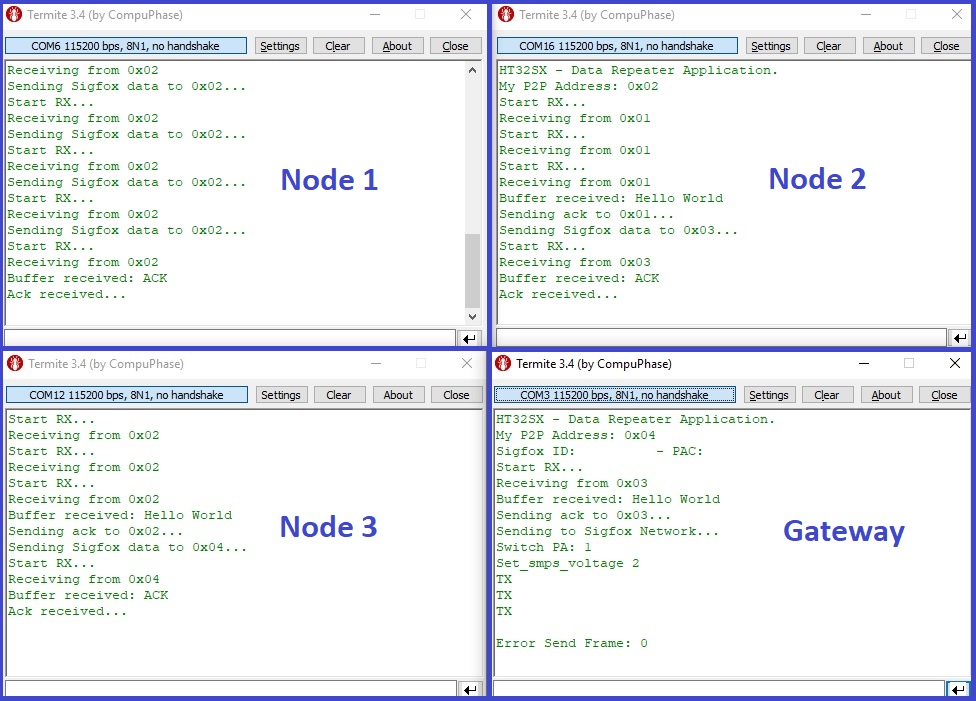 Termite 3.4 (by CompuPhase)
COM6 115200 bps, 8N1, no handshake
Settings
Clear
About
Close
Receiving from 0x02
Sending Sigfox data to 0x02...
Start RX...
Receiving from 0x02
Sending Sigfox data to 0x02...
Start RX...
Receiving from 0x02
Sending Sigfox data to 0x02...
Start RX...
Receiving from 0x02
Sending Sigfox data to 0x02...
Start RX...
Receiving from 0x02
Buffer received: ACK
Ack received...
Node 1
Termite 3.4 (by CompuPhase)
COM16 115200 bps, 8N1, no handshake
Settings
Clear
About
Close
HT32SX - Data Repeater Application.
My P2P Address: 0x02
Start RX...
Receiving from 0x01
Start RX...
Receiving from 0x01
Start RX...
Receiving from 0x01
Buffer received: Hello World
Sending ack to 0x01...
Sending Sigfox data to 0x03...
Start RX...
Receiving from 0x03
Buffer received: ACK
Ack received...
Node 2
Termite 3.4 (by CompuPhase)
COM12 115200 bps, 8N1, no handshake
Settings
Clear
About
Close
Start RX...
Receiving from 0x02
Start RX...
Receiving from 0x02
Start RX...
Receiving from 0x02
Buffer received: Hello World
Sending ack to 0x02...
Sending Sigfox data to 0x04...
Start RX...
Receiving from 0x04
Buffer received: ACK
Ack received...
Node 3
Termite 3.4 (by CompuPhase)
COM3 115200 bps, 8N1, no handshake
Settings
Clear
About
Close
HT32SX - Data Repeater Application.
My P2P Address: 0x04
Sigfox ID: - PAC:
Start RX...
Receiving from 0x03
Buffer received: Hello World
Sending ack to 0x03...
Sending to Sigfox Network...
Switch PA: 1
Set_smps_voltage 2
TX
TX
TX
Error Send Frame: 0
Gateway